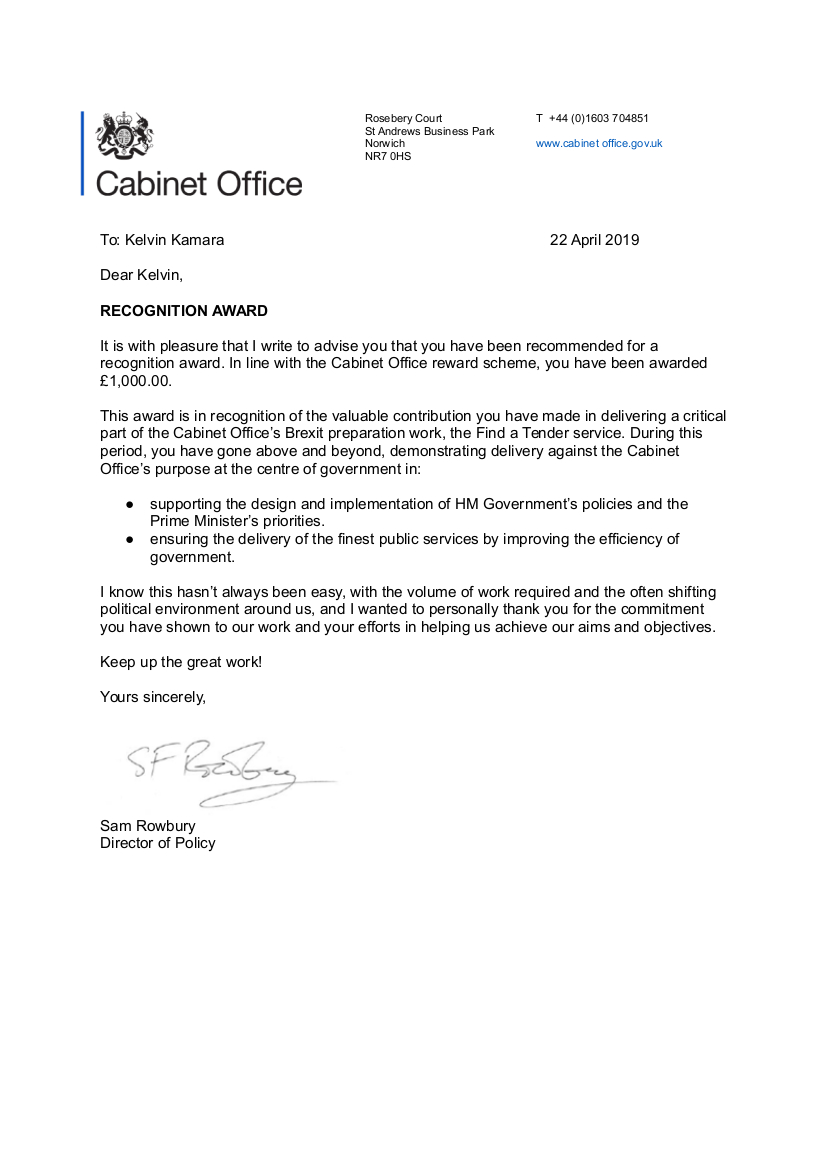 Cabinet Office
Rosebery Court
St Andrews Business Park
Norwich
NR7 0HS
T +44 (0)1603 704851
www.cabinet office.gov.uk
To: Kelvin Kamara
22 April 2019
Dear Kelvin,
RECOGNITION AWARD
It is with pleasure that I write to advise you that you have been recommended for a
recognition award. In line with the Cabinet Office reward scheme, you have been awarded
£1,000.00.
This award is in recognition of the valuable contribution you have made in delivering a critical
part of the Cabinet Office’s Brexit preparation work, the Find a Tender service. During this
period, you have gone above and beyond, demonstrating delivery against the Cabinet
Office’s purpose at the centre of government in:
● supporting the design and implementation of HM Government’s policies and the
Prime Minister’s priorities.
● ensuring the delivery of the finest public services by improving the efficiency of
government.
I know this hasn’t always been easy, with the volume of work required and the often shifting
political environment around us, and I wanted to personally thank you for the commitment
you have shown to our work and your efforts in helping us achieve our aims and objectives.
Keep up the great work!
Yours sincerely,
SF Rowbury
Sam Rowbury
Director of Policy